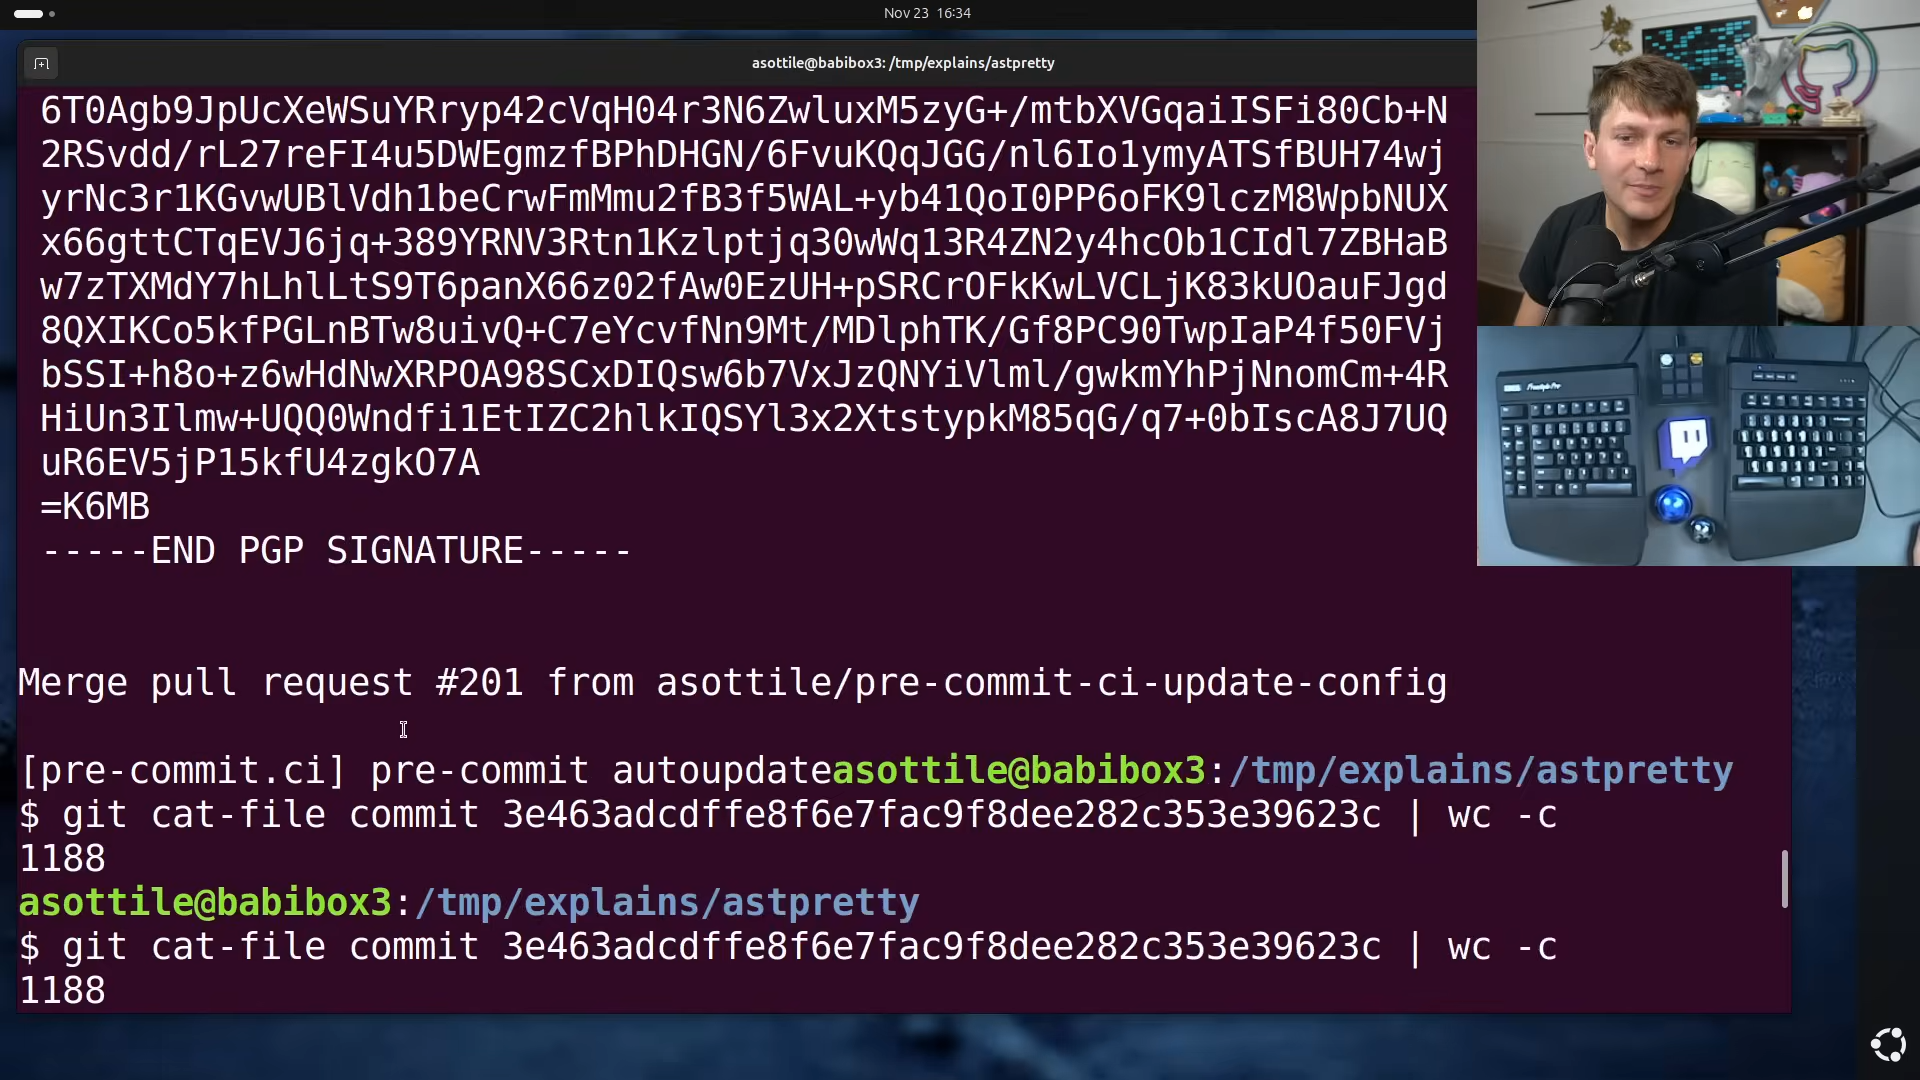 Nov 23 16:34
asottile@babibox3: /tmp/explains/astpretty
6T0Agb9JpUcXeWSuYRryp42cVqH04r3N6ZwluxM5zyG+/mtbXVGqaiISFi80Cb+N
2RSvdd/rL27reFI4u5DWEgmzfBPhDHGN/6FvuKQqJGG/nl6Io1ymyATSfBUH74wj
yrNc3r1KGvwUBlVdh1beCrwFmMmu2fB3f5WAL+yb41QoI0PP6oFK9lczM8WpbNUX
x66gttCTqEVJ6jq+389YRNV3Rtn1Kzlptjq30wWq13R4ZN2y4hcOb1CIdl7ZBHaB
w7zTXMdY7hLhlLtS9T6panX66z02fAw0EzUH+pSRCrOFkKwLVCLjK83kUOauFJgd
8QXIKCo5kfPGLnBTw8uivQ+C7eYcvfNn9Mt/MDlphTK/Gf8PC90TwpIaP4f50FVj
bSSI+h8o+z6wHdNwXRPOA98SCxDIQsw6b7VxJzQNYiVlml/gwkmYhPjNnomCm+4R
HiUn3Ilmw+UQQ0Wndfi1EtIZC2hlkIQSYl3x2XtstypkM85qG/q7+0bIscA8J7UQ
uR6EV5jP15kfU4zgkO7A
=K6MB
-----END PGP SIGNATURE-----
Merge pull request #201 from asottile/pre-commit-ci-update-config
[pre-commit.ci] pre-commit autoupdateasottile@babibox3:/tmp/explains/astpretty
$ git cat-file commit 3e463adcdffe8f6e7fac9f8dee282c353e39623c | wc -c
1188
asottile@babibox3:/tmp/explains/astpretty
$ git cat-file commit 3e463adcdffe8f6e7fac9f8dee282c353e39623c | wc -c
1188